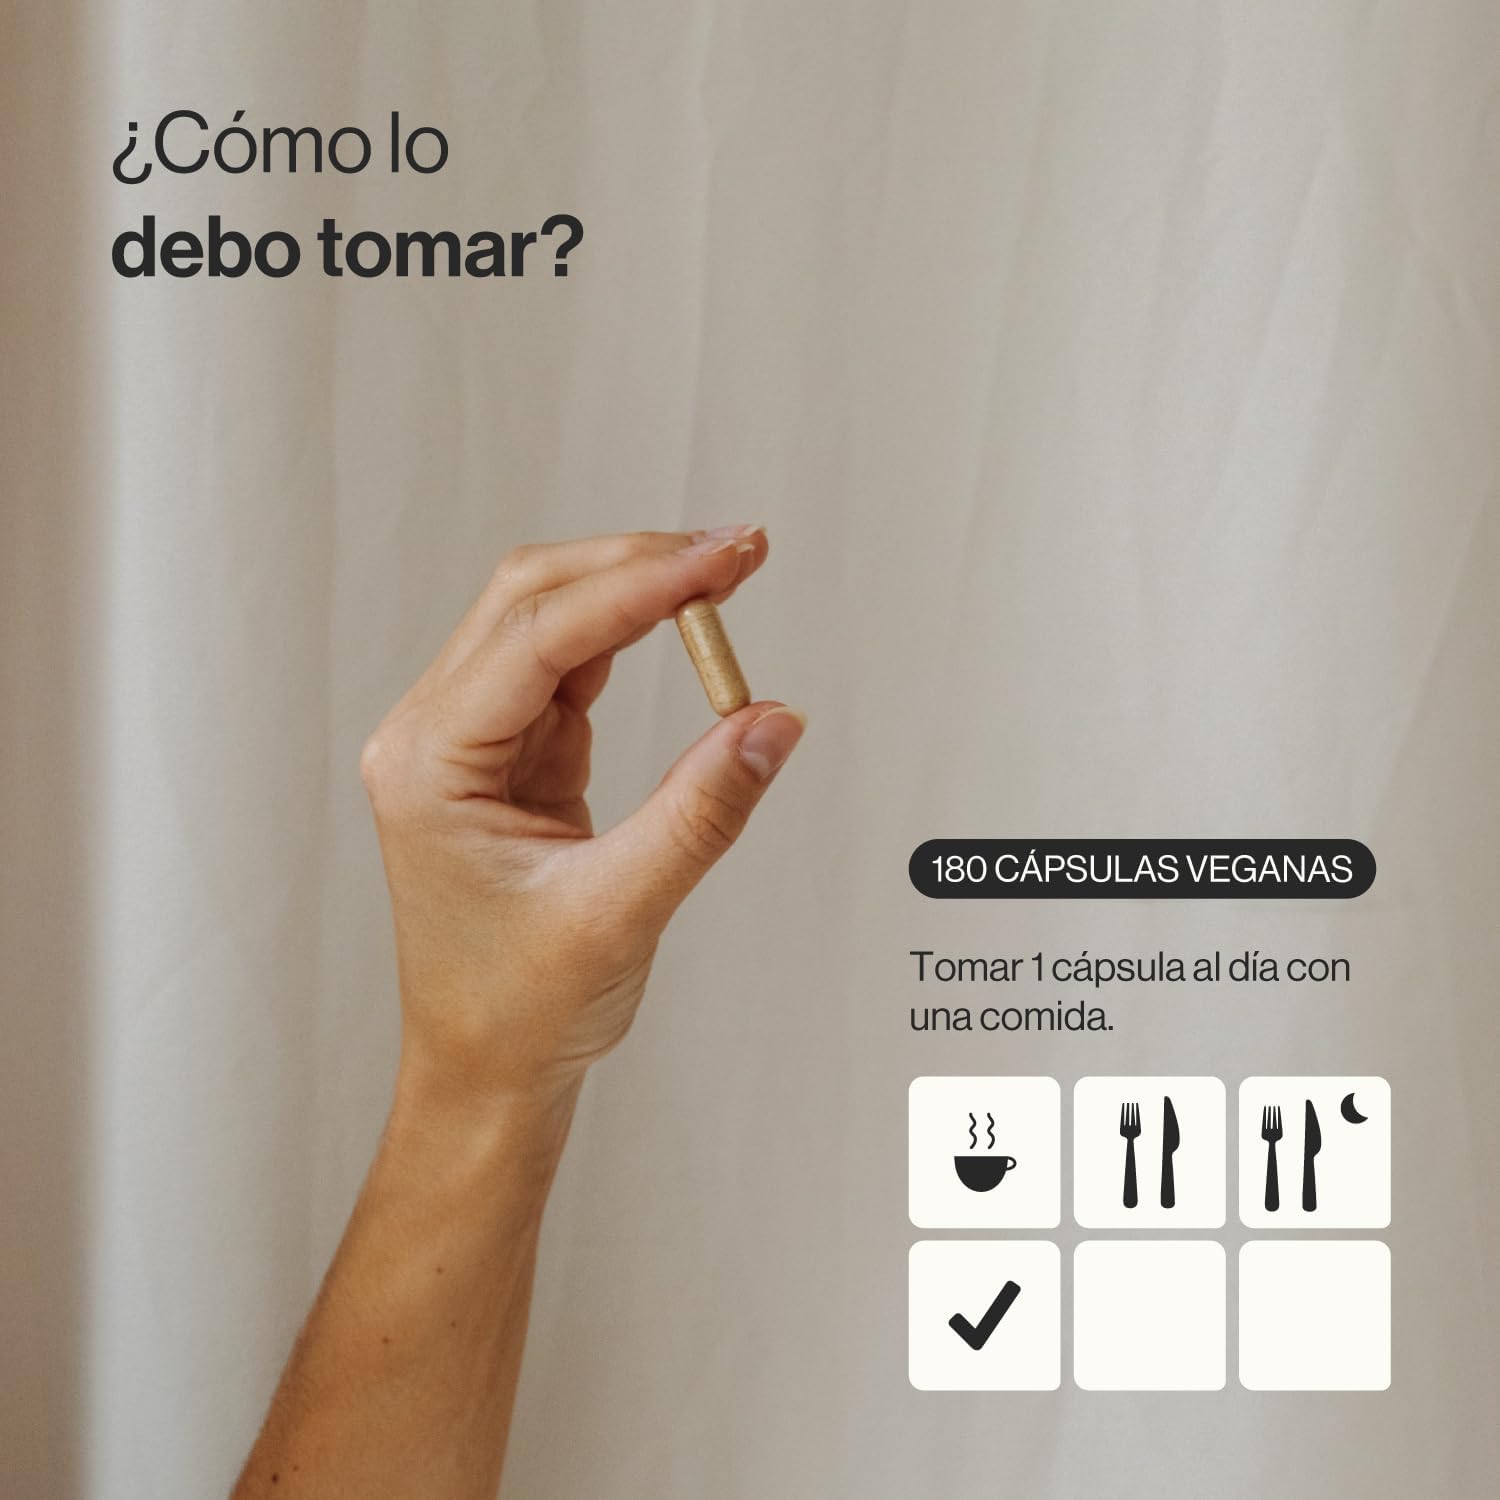 ¿Cómo lo
debo tomar?
180 CÁPSULAS VEGANAS
Tomar 1 cápsula al día con
una comida.